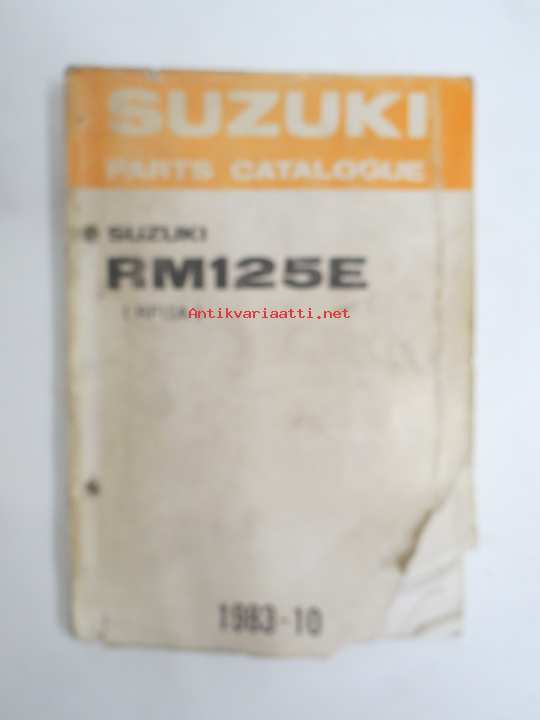 SUZUKI
PARTS CATALOGUE
SUZUKI
RM125E
Antikvariaatti.net
1983-10